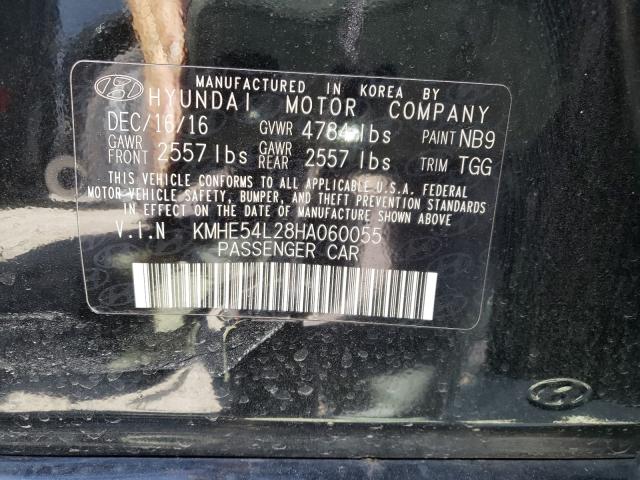 MANUFACTURED IN KOREA BY
HYUNDAI MOTOR COMPANY
DEC/16/16 GVWR 4784 lbs PAINT NB9
GAWR FRONT 2557 lbs GAWR REAR 2557 lbs TRIM TGG
THIS VEHICLE CONFORMS TO ALL APPLICABLE U.S.A. FEDERAL
MOTOR VEHICLE SAFETY, BUMPER, AND THEFT PREVENTION
STANDARDS IN EFFECT ON THE DATE OF MANUFACTURE SHOWN ABOVE.
V.I.N KMHE54L28HA060055
PASSENGER CAR